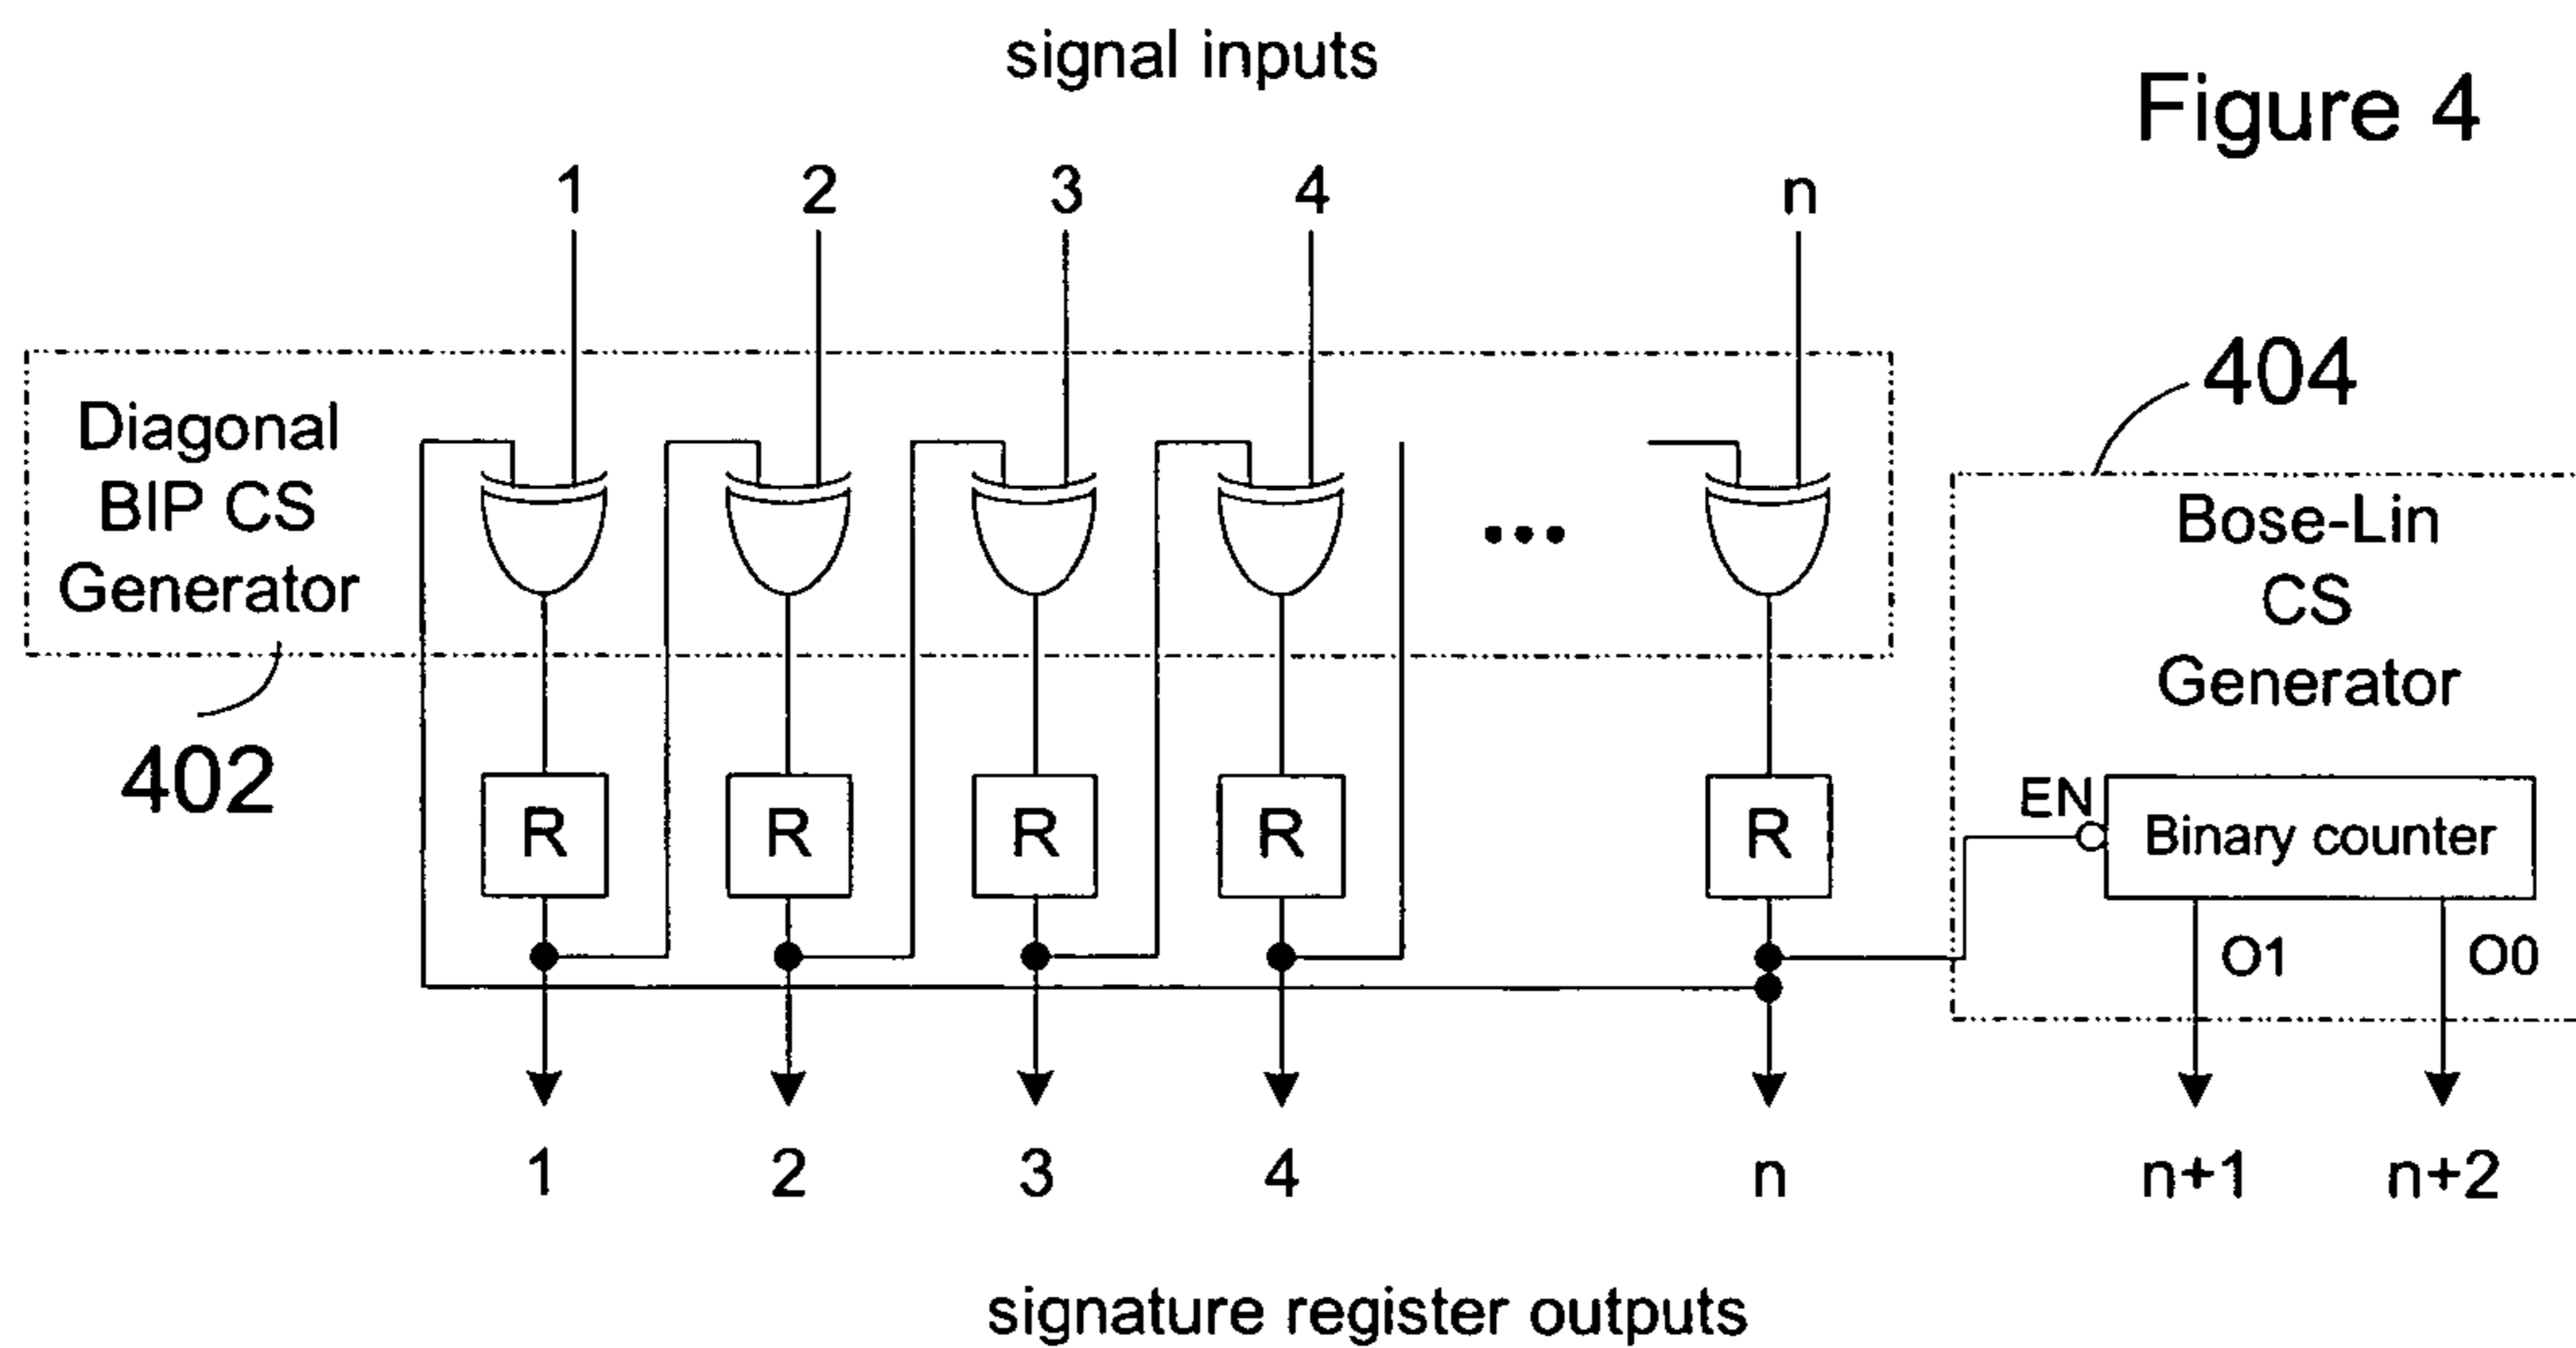 signal inputs
Figure 4
1 2 3 4 n
404
Diagonal
BIP CS
Generator
402
Bose-Lin
CS
Generator
...
R R R R R
EN
Binary counter
O1 O0
1 2 3 4 n n+1 n+2
signature register outputs